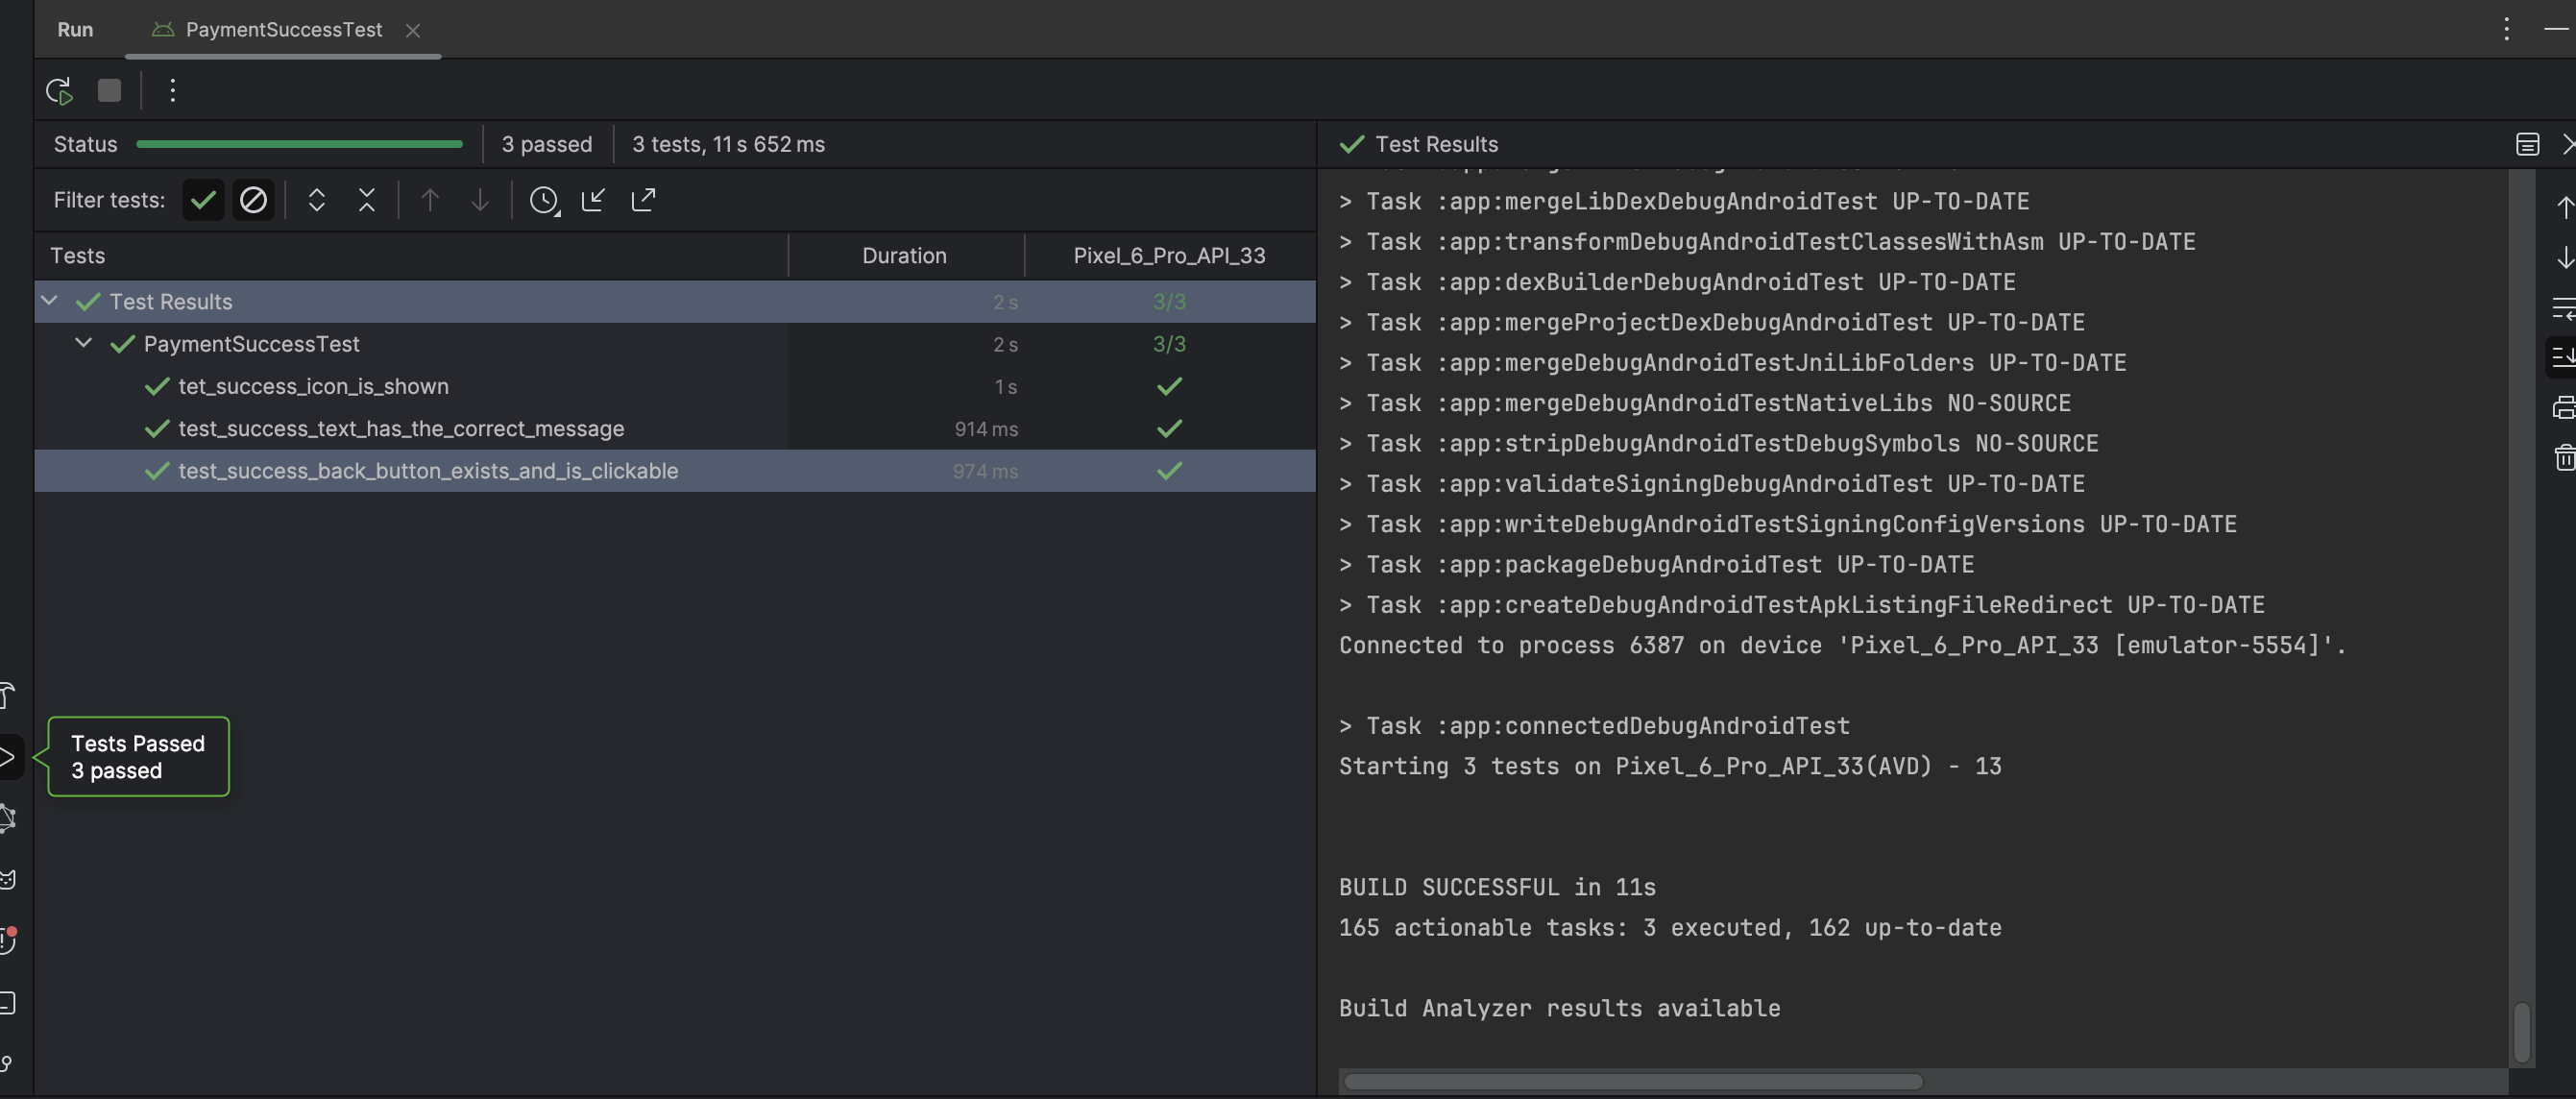 Run PaymentSuccessTest
Status 3 passed 3 tests, 11 s 652 ms
Filter tests:
Tests Duration Pixel_6_Pro_API_33
Test Results 2 s 3/3
PaymentSuccessTest 2 s 3/3
tet_success_icon_is_shown 1 s
test_success_text_has_the_correct_message 914 ms
test_success_back_button_exists_and_is_clickable 974 ms
Tests Passed
3 passed
Test Results
> Task :app:mergeLibDexDebugAndroidTest UP-TO-DATE
> Task :app:transformDebugAndroidTestClassesWithAsm UP-TO-DATE
> Task :app:dexBuilderDebugAndroidTest UP-TO-DATE
> Task :app:mergeProjectDexDebugAndroidTest UP-TO-DATE
> Task :app:mergeDebugAndroidTestJniLibFolders UP-TO-DATE
> Task :app:mergeDebugAndroidTestNativeLibs NO-SOURCE
> Task :app:stripDebugAndroidTestDebugSymbols NO-SOURCE
> Task :app:validateSigningDebugAndroidTest UP-TO-DATE
> Task :app:writeDebugAndroidTestSigningConfigVersions UP-TO-DATE
> Task :app:packageDebugAndroidTest UP-TO-DATE
> Task :app:createDebugAndroidTestApkListingFileRedirect UP-TO-DATE
Connected to process 6387 on device 'Pixel_6_Pro_API_33 [emulator-5554]'.
> Task :app:connectedDebugAndroidTest
Starting 3 tests on Pixel_6_Pro_API_33(AVD) - 13
BUILD SUCCESSFUL in 11s
165 actionable tasks: 3 executed, 162 up-to-date
Build Analyzer results available